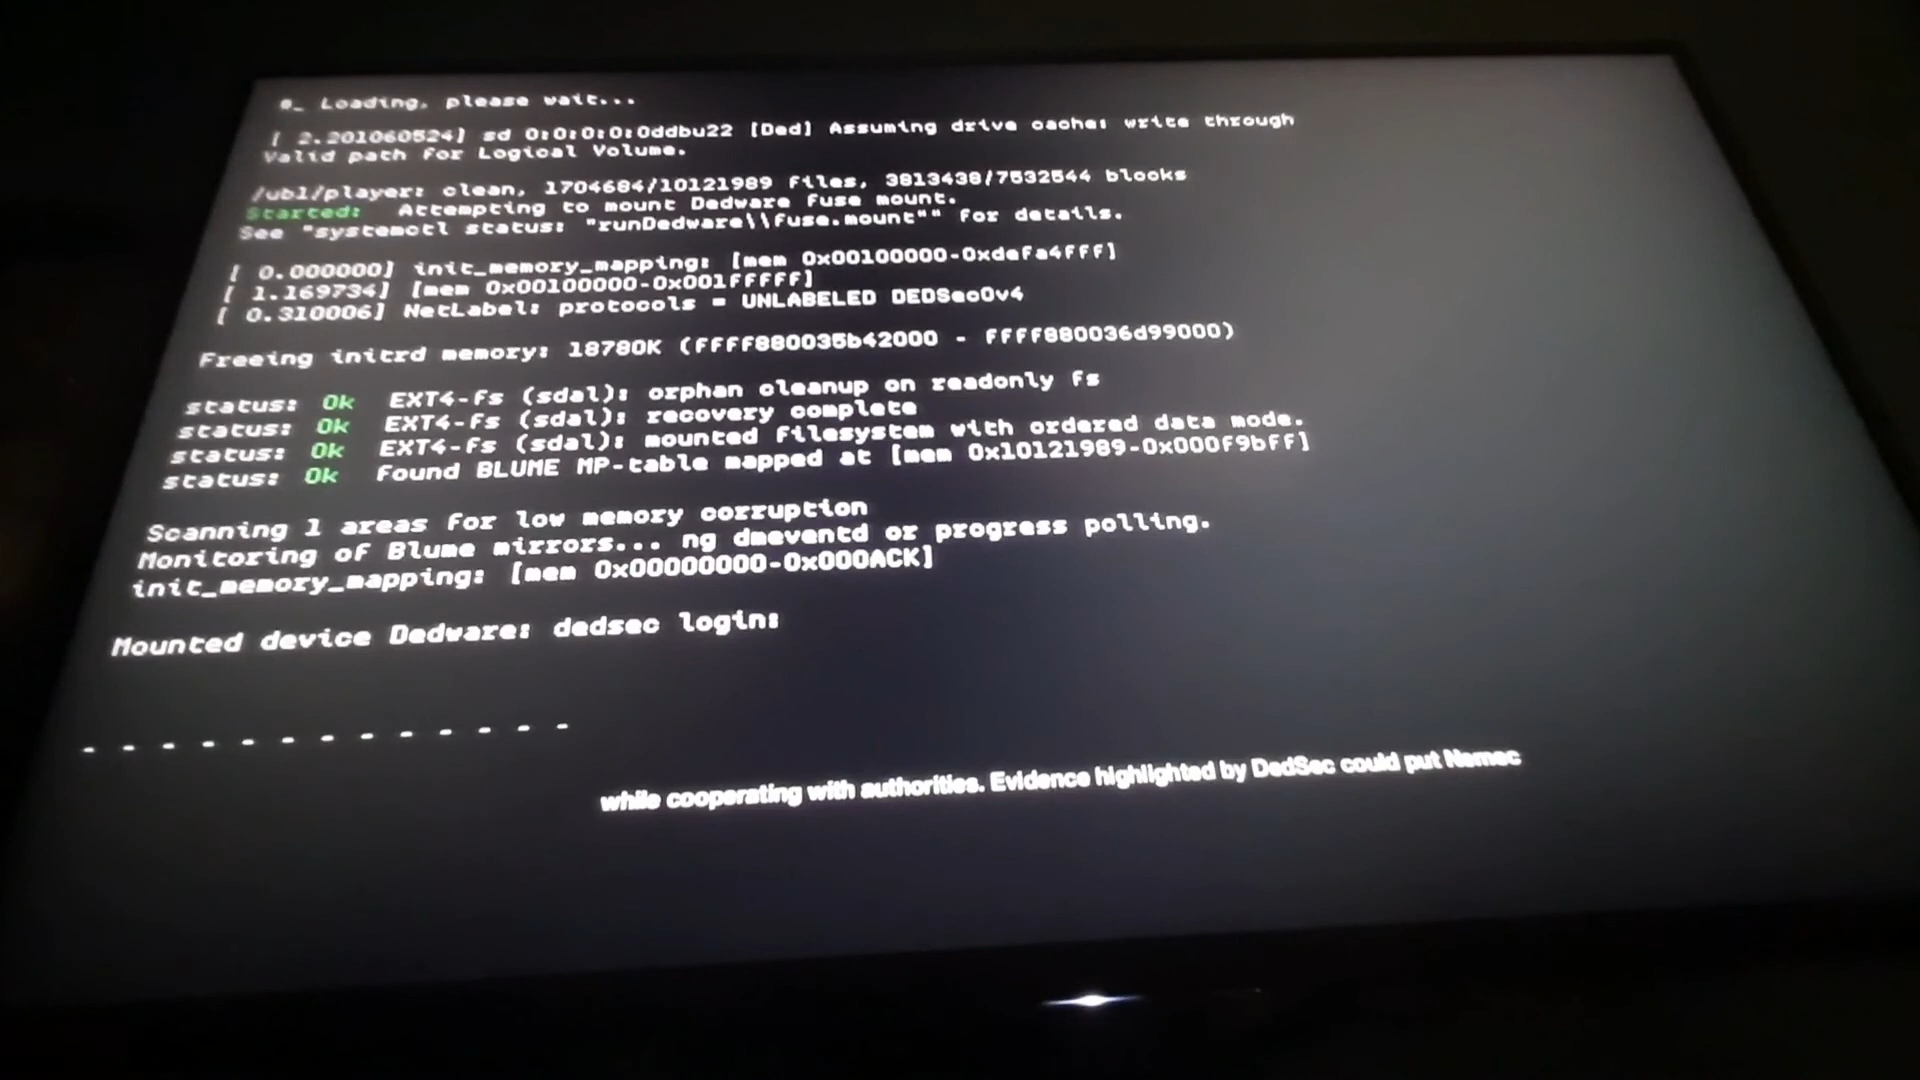 0_ Loading, please wait...
[ 2.201060524] sd 0:0:0:0:0ddbu22 [Ded] Assuming drive cache: write through
Valid path for Logical Volume.
/ubl/player: clean, 1704684/10121989 files, 3813438/7532544 blocks
Started: Attempting to mount Dedware fuse mount.
See "systemctl status: "runDedware\\fuse.mount"" for details.
[ 0.000000] init_memory_mapping: [mem 0x00100000-0xdefa4fff]
[ 1.169734] [mem 0x00100000-0x001fffff]
[ 0.310006] NetLabel: protocols = UNLABELED DEDSec0v4
Freeing initrd memory: 18780K (ffff880035b42000 - ffff880036d99000)
status: Ok EXT4-fs (sdal): orphan cleanup on readonly fs
status: Ok EXT4-fs (sdal): recovery complete
status: Ok EXT4-fs (sdal): mounted filesystem with ordered data mode.
status: Ok Found BLUME MP-table mapped at [mem 0x10121989-0x000f9bff]
Scanning 1 areas for low memory corruption
Monitoring of Blume mirrors... ng dmeventd or progress polling.
init_memory_mapping: [mem 0x00000000-0x000ACK]
Mounted device Dedware: dedsec login:
- - - - - - - - - - - - -
while cooperating with authorities. Evidence highlighted by DedSec could put Nemec